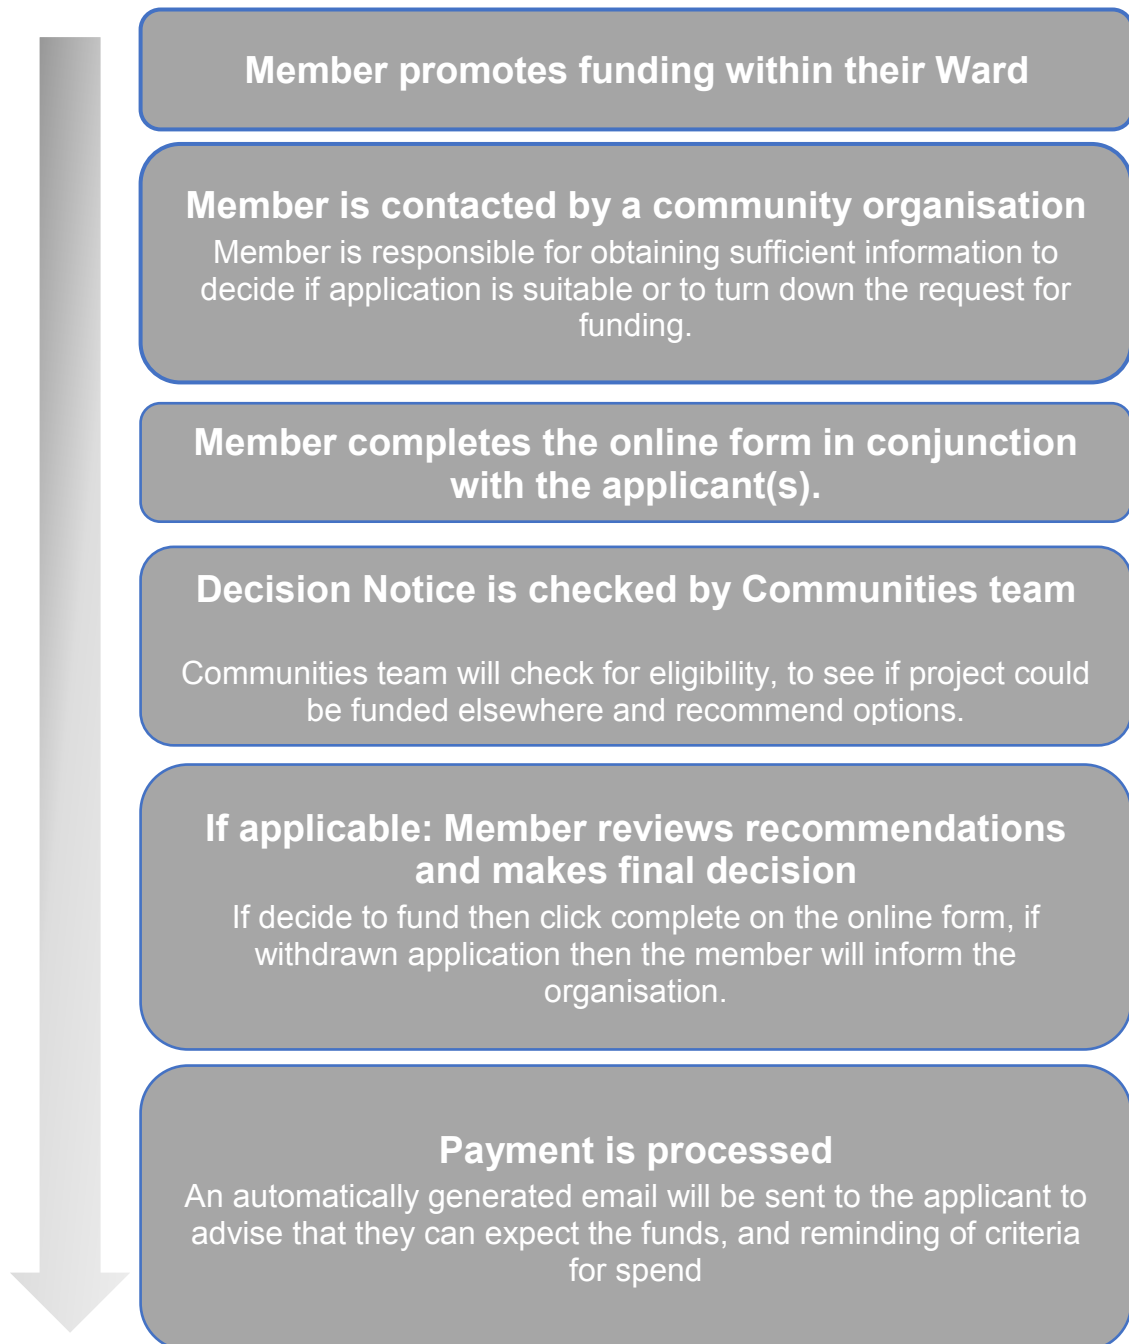 Member promotes funding within their Ward
Member is contacted by a community organisation
Member is responsible for obtaining sufficient information to
decide if application is suitable or to turn down the request for
funding.
Member completes the online form in conjunction
with the applicant(s).
Decision Notice is checked by Communities team
Communities team will check for eligibility, to see if project could
be funded elsewhere and recommend options.
If applicable: Member reviews recommendations
and makes final decision
If decide to fund then click complete on the online form, if
withdrawn application then the member will inform the
organisation.
Payment is processed
An automatically generated email will be sent to the applicant to
advise that they can expect the funds, and reminding of criteria
for spend